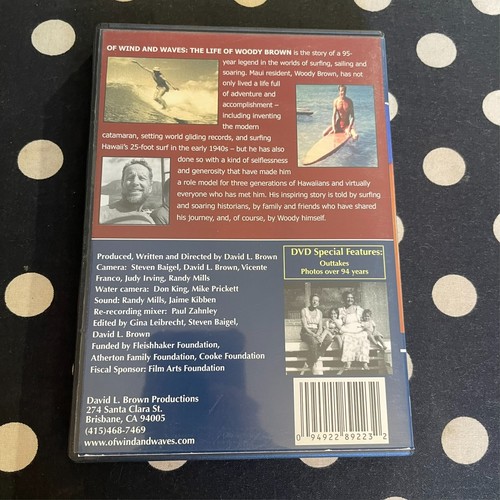 OF WIND AND WAVES: THE LIFE OF WOODY BROWN is the story of a 95-
year legend in the worlds of surfing, sailing and
soaring. Maui resident, Woody Brown, has not
only lived a life full
of adventure and
accomplishment –
including inventing
the modern
catamaran, setting world gliding records, and surfing
Hawaii's 25-foot surf in the early 1940s – but he has also
done so with a kind of selflessness
and generosity that have made him
a role model for three generations of Hawaiians and virtually
everyone who has met him. His inspiring story is told by surfing
and soaring historians, by family and friends who have shared
his journey, and, of course, by Woody himself.
Produced, Written and Directed by David L. Brown
Camera: Steven Baigel, David L. Brown, Vicente
Franco, Judy Irving, Randy Mills
Water camera: Don King, Mike Prickett
Sound: Randy Mills, Jaime Kibben
Re-recording mixer: Paul Zahnley
Edited by Gina Leibrecht, Steven Baigel,
David L. Brown
Funded by Fleishhaker Foundation,
Atherton Family Foundation, Cooke Foundation
Fiscal Sponsor: Film Arts Foundation
David L. Brown Productions
274 Santa Clara St.
Brisbane, CA 94005
(415)468-7469
www.ofwindandwaves.com
DVD Special Features:
Outtakes
Photos over 94 years
0 94922 89223 2